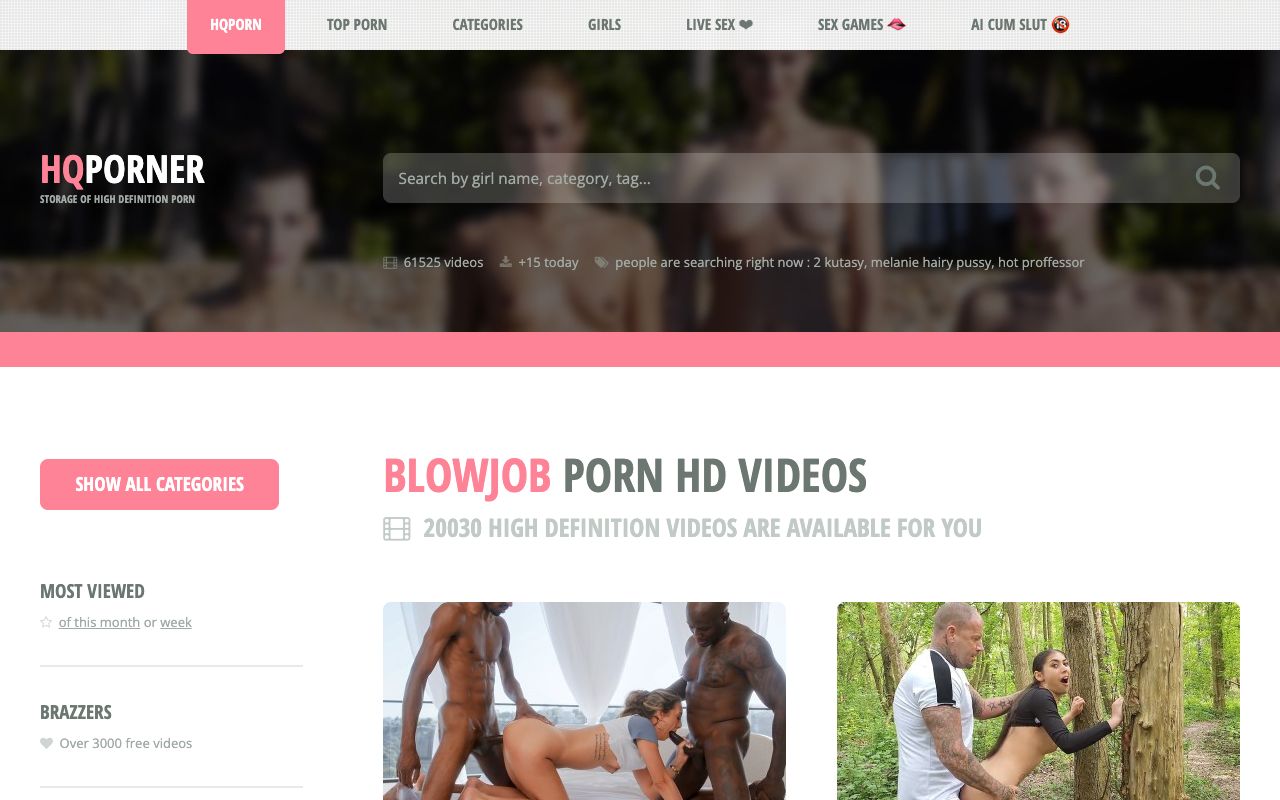 HQPORN
TOP PORN
CATEGORIES
GIRLS
LIVE SEX ❤
SEX GAMES 🫦
AI CUM SLUT 🔞
HQPORNER
STORAGE OF HIGH DEFINITION PORN
Search by girl name, category, tag...
61525 videos
+15 today
people are searching right now : 2 kutasy, melanie hairy pussy, hot proffessor
SHOW ALL CATEGORIES
BLOWJOB PORN HD VIDEOS
20030 HIGH DEFINITION VIDEOS ARE AVAILABLE FOR YOU
MOST VIEWED
of this month or week
BRAZZERS
Over 3000 free videos